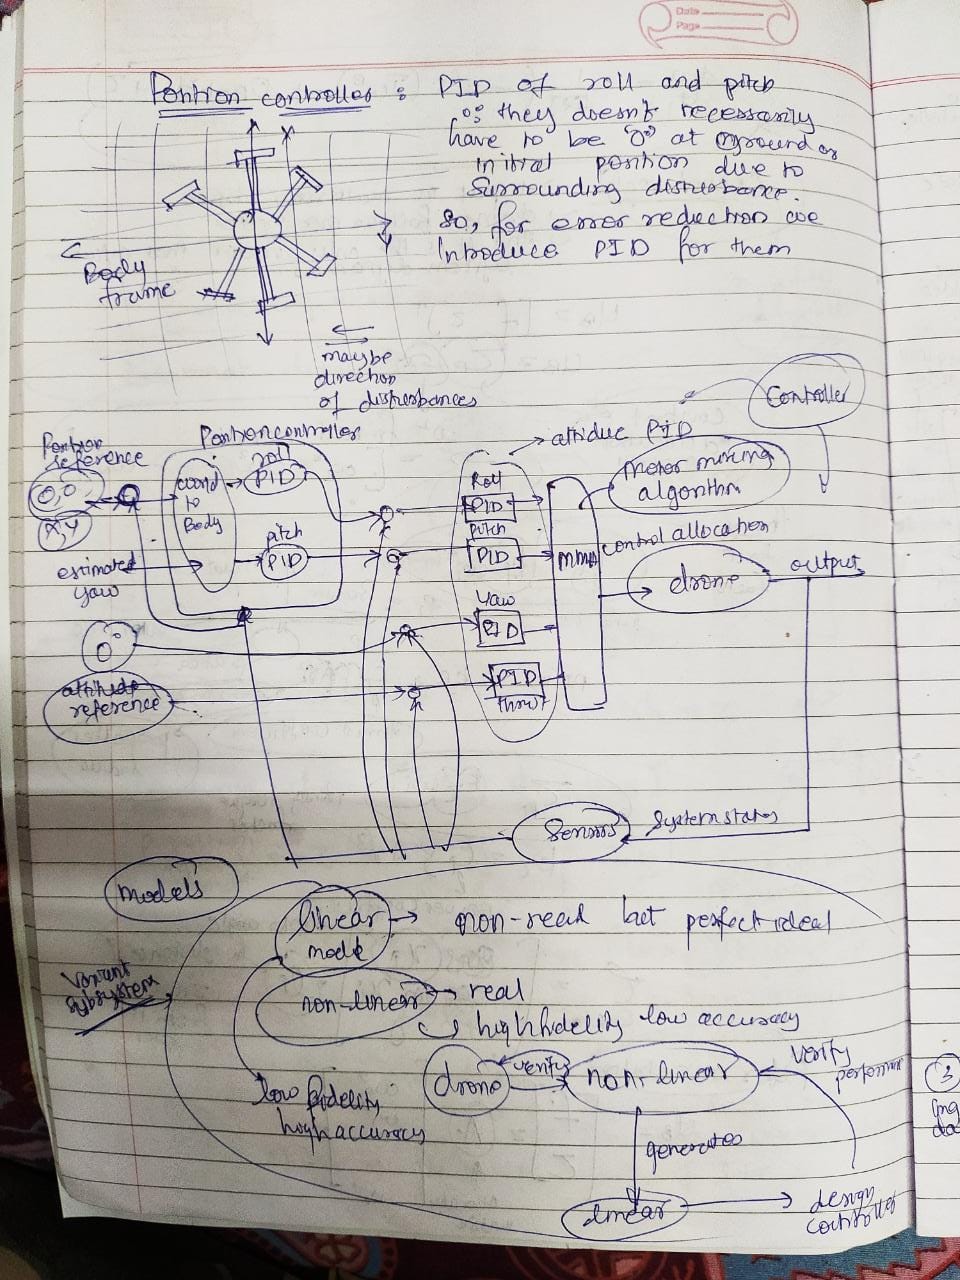 Date
Page
Position controller : PID of roll and pitch
∵ they doesn't necessarily
have to be "0" at ground or
initial position due to
surrounding disturbance.
So, for error reduction we
introduce PID for them
Body
frame
maybe
direction
of disturbances
Controller
Position
reference
Position controller
attitude PID
roll
PID
0,0
X,Y
coord
to
Body
Roll
PID
motor mixing
algorithm
pitch
PID
pitch
PID
mma
control allocation
estimated
yaw
drone
output
0
Yaw
PID
attitude
reference
PID
thrust
Sensors
System states
models
linear
model
non-real but perfect ideal
Variant
subsystem
non-linear
real
high fidelity low accuracy
drone
verify
non-linear
verify
low fidelity
high accuracy
generates
linear
design
controller
3